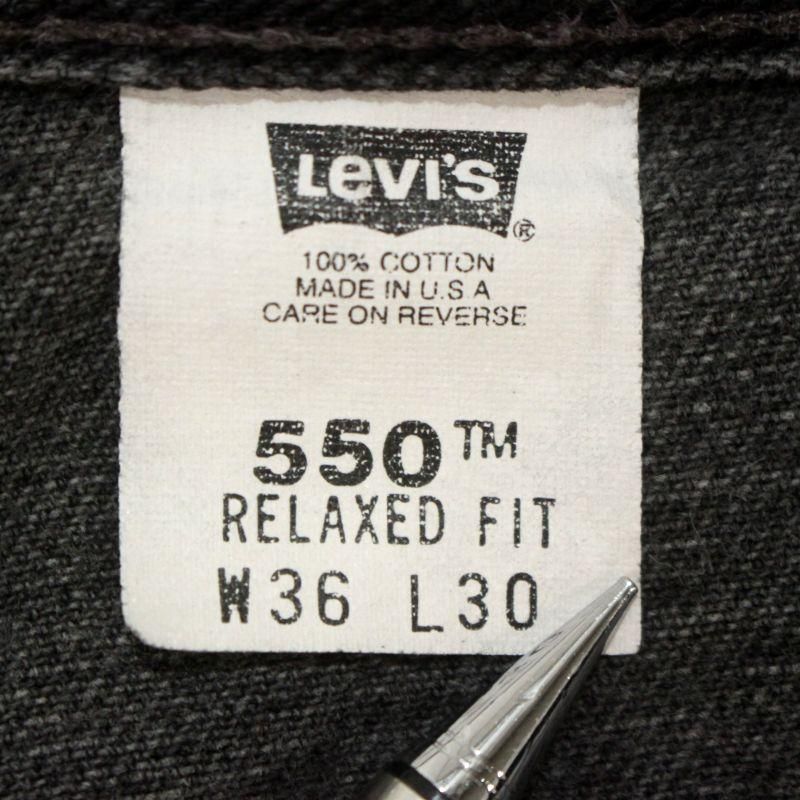 Levi's ®
100% COTTON
MADE IN U.S.A
CARE ON REVERSE
550™
RELAXED FIT
W36 L30